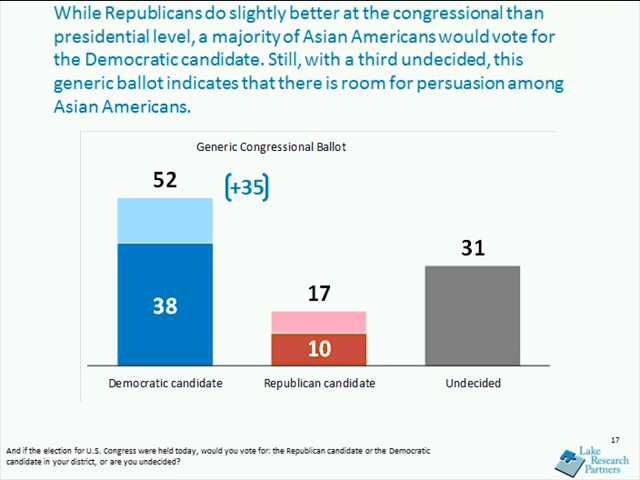 While Republicans do slightly better at the congressional than
presidential level, a majority of Asian Americans would vote for
the Democratic candidate. Still, with a third undecided, this
generic ballot indicates that there is room for persuasion among
Asian Americans.
Generic Congressional Ballot
52
(+35)
38
17
10
31
Democratic candidate
Republican candidate
Undecided
17
And if the election for U.S. Congress were held today, would you vote for: the Republican candidate or the Democratic
candidate in your district, or are you undecided?
Lake
Research
Partners